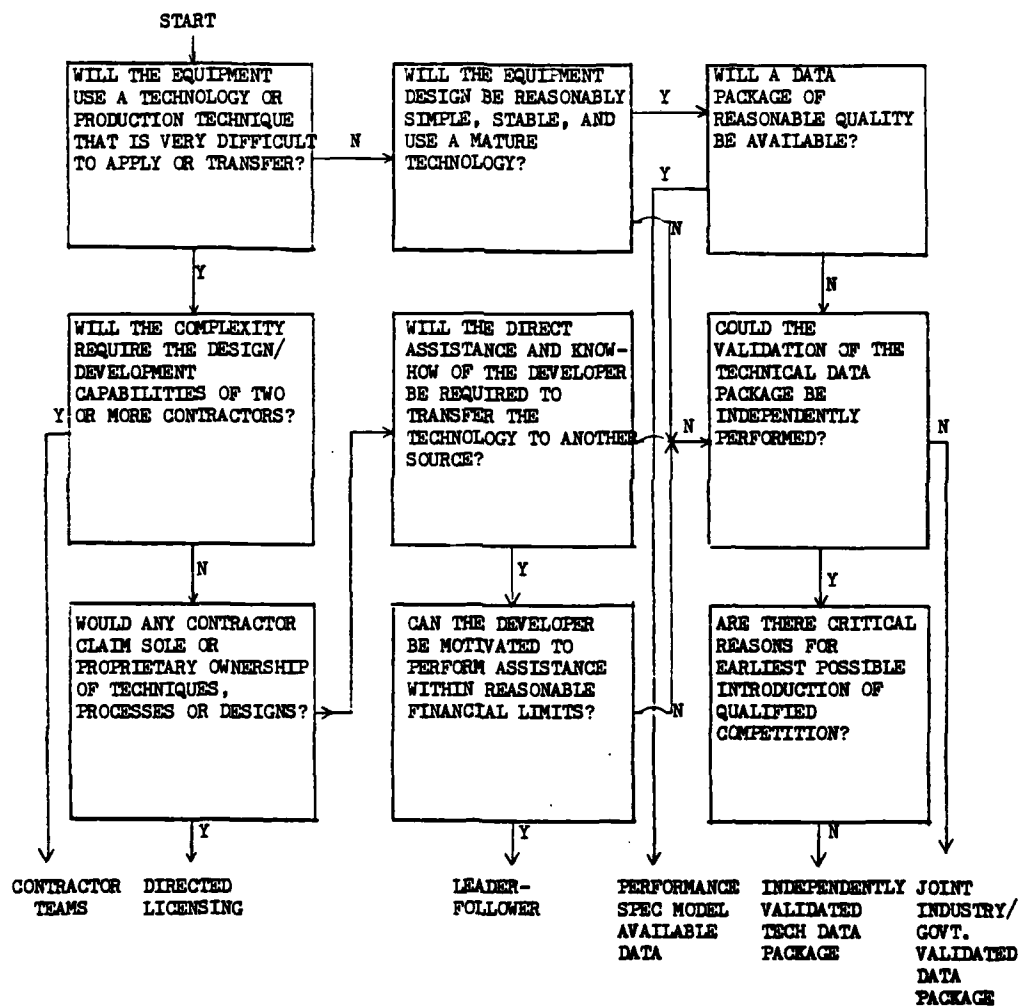 START
WILL THE EQUIPMENT
USE A TECHNOLOGY OR
PRODUCTION TECHNIQUE
THAT IS VERY DIFFICULT
TO APPLY OR TRANSFER?
N
Y
WILL THE EQUIPMENT
DESIGN BE REASONABLY
SIMPLE, STABLE, AND
USE A MATURE
TECHNOLOGY?
Y
N
WILL A DATA
PACKAGE OF
REASONABLE QUALITY
BE AVAILABLE?
Y
N
WILL THE COMPLEXITY
REQUIRE THE DESIGN/
DEVELOPMENT
CAPABILITIES OF TWO
OR MORE CONTRACTORS?
Y
N
WILL THE DIRECT
ASSISTANCE AND KNOW-
HOW OF THE DEVELOPER
BE REQUIRED TO
TRANSFER THE
TECHNOLOGY TO ANOTHER
SOURCE?
N
Y
COULD THE
VALIDATION OF THE
TECHNICAL DATA
PACKAGE BE
INDEPENDENTLY
PERFORMED?
N
Y
WOULD ANY CONTRACTOR
CLAIM SOLE OR
PROPRIETARY OWNERSHIP
OF TECHNIQUES,
PROCESSES OR DESIGNS?
Y
CAN THE DEVELOPER
BE MOTIVATED TO
PERFORM ASSISTANCE
WITHIN REASONABLE
FINANCIAL LIMITS?
N
Y
ARE THERE CRITICAL
REASONS FOR
EARLIEST POSSIBLE
INTRODUCTION OF
QUALIFIED
COMPETITION?
N
CONTRACTOR
TEAMS
DIRECTED
LICENSING
LEADER-
FOLLOWER
PERFORMANCE
SPEC MODEL
AVAILABLE
DATA
INDEPENDENTLY
VALIDATED
TECH DATA
PACKAGE
JOINT
INDUSTRY/
GOVT.
VALIDATED
DATA
PACKAGE